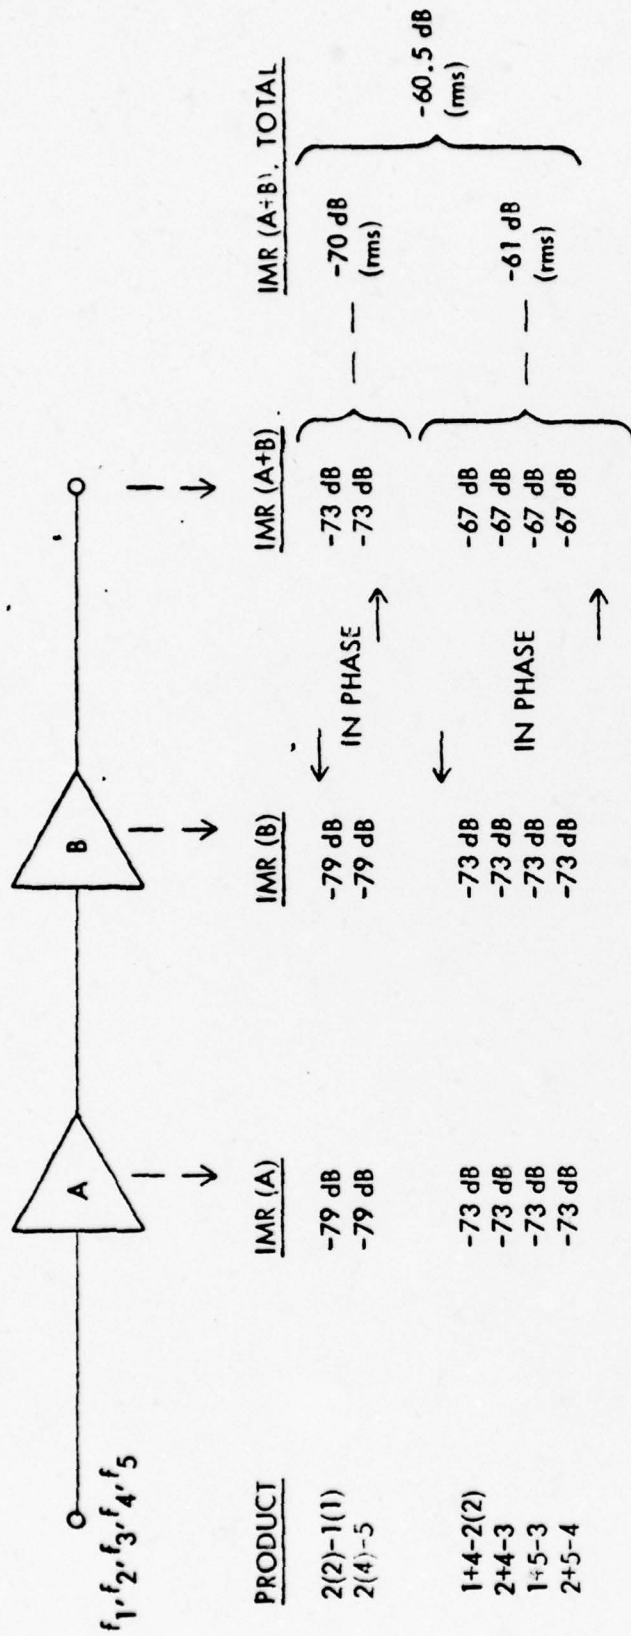 f1, f2, f3, f4, f5
A
B
PRODUCT IMR (A) IMR (B) IMR (A+B) IMR (A+B), TOTAL
2(2)-1(1) -79 dB -79 dB -73 dB
2(4)-5 -79 dB -79 dB -73 dB
IN PHASE
-70 dB
(rms)
1+4-2(2) -73 dB -73 dB -67 dB
2+4-3 -73 dB -73 dB -67 dB
1+5-3 -73 dB -73 dB -67 dB
2+5-4 -73 dB -73 dB -67 dB
IN PHASE
-61 dB
(rms)
-60.5 dB
(rms)